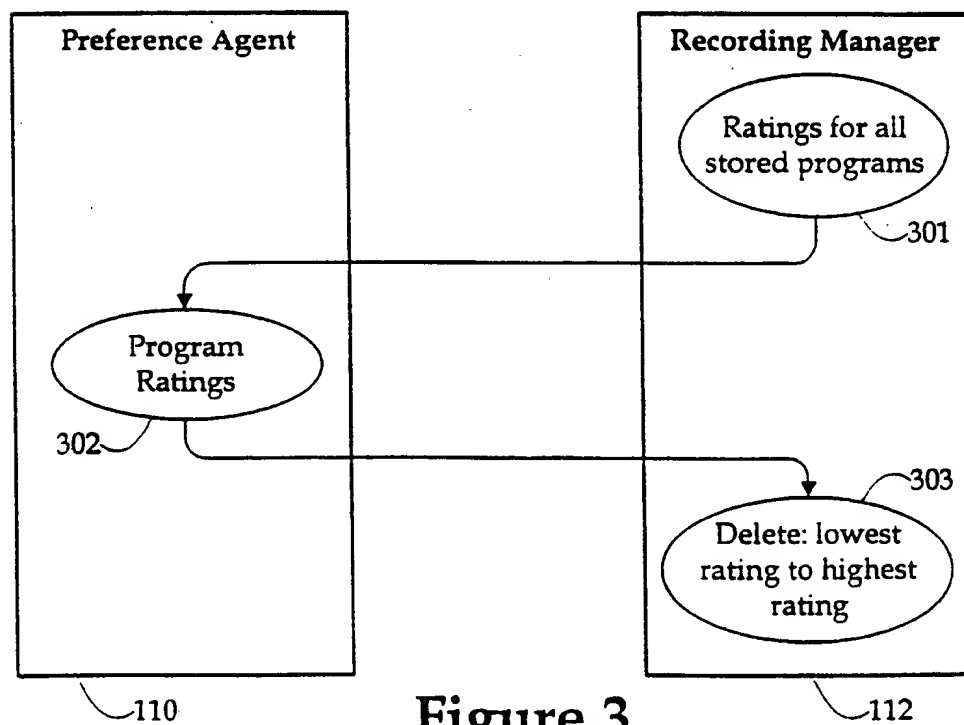 Preference Agent
Recording Manager
Ratings for all
stored programs
301
Program
Ratings
302
303
Delete: lowest
rating to highest
rating
110
112
Figure 3